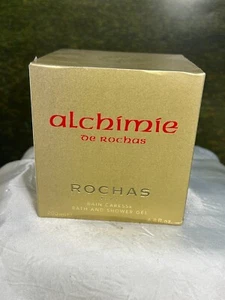 alchimie
de rochas
ROCHAS
BAIN CARESSE
BATH AND SHOWER GEL